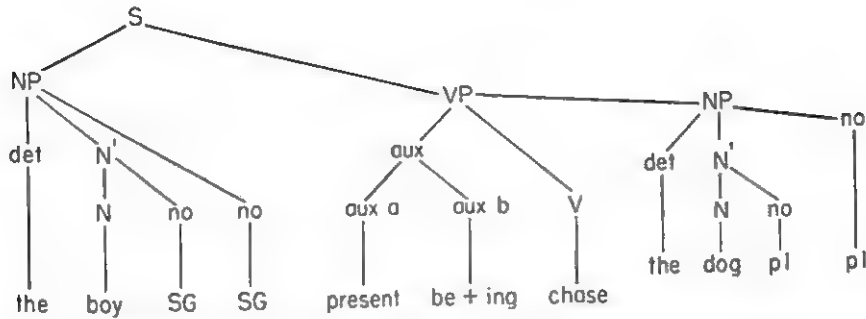 S
NP VP NP no
det N' aux det N'
N no no aux a aux b V N no
the boy SG SG present be + ing chase the dog pl pl